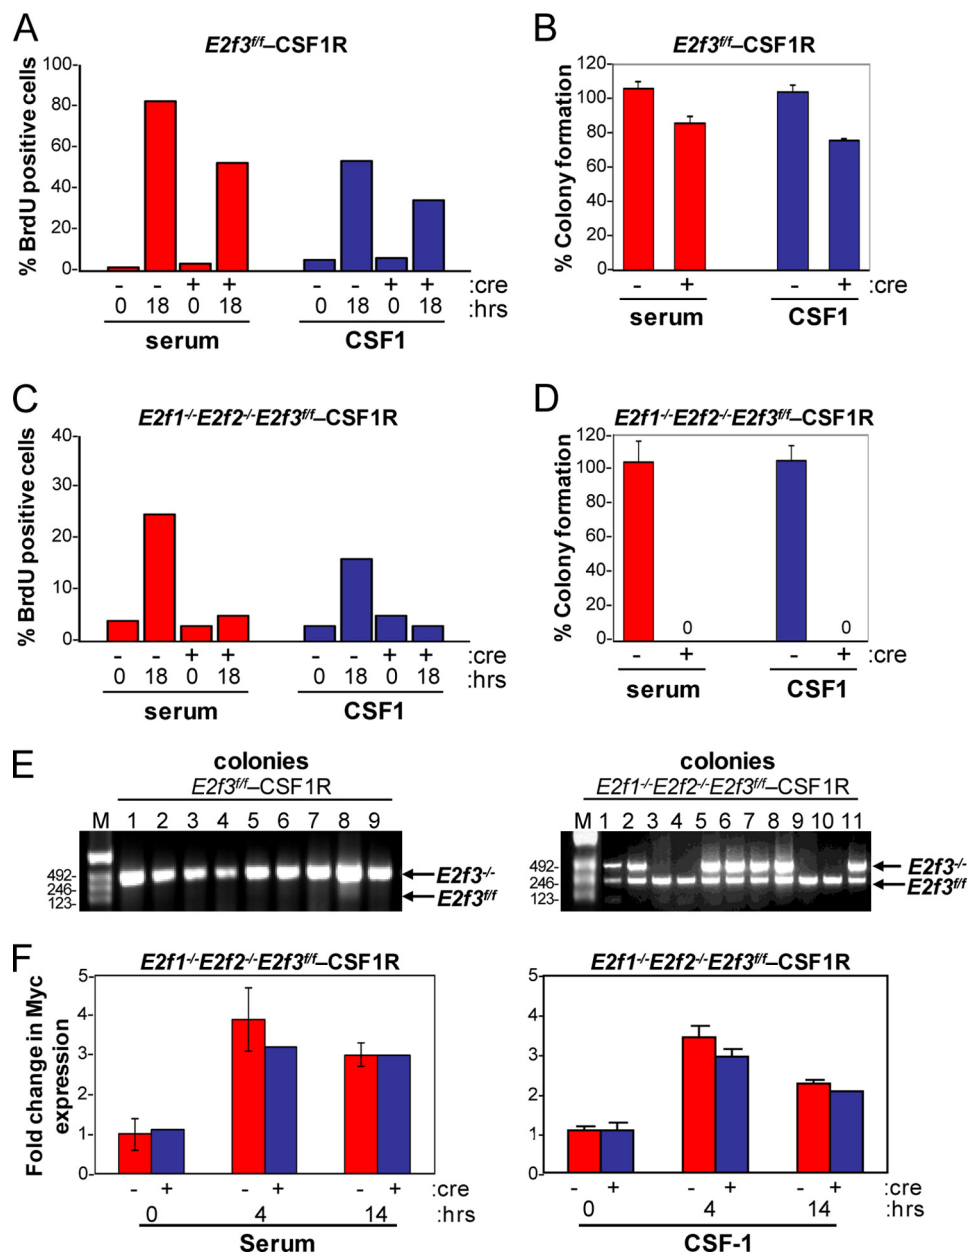 A
E2f3f/f–CSF1R
% BrdU positive cells
100-
80-
60-
40-
20-
0-
- - + + - - + + :cre
0 18 0 18 0 18 0 18 :hrs
serum CSF1
B
E2f3f/f–CSF1R
% Colony formation
120
100
80
60
40
20
0
- + - + :cre
serum CSF1
C
E2f1-/-E2f2-/-E2f3f/f–CSF1R
% BrdU positive cells
40
30
20
10
0
- - + + - - + + :cre
0 18 0 18 0 18 0 18 :hrs
serum CSF1
D
E2f1-/-E2f2-/-E2f3f/f–CSF1R
% Colony formation
120
100
80
60
40
20
0
0 0
- + - + :cre
serum CSF1
E
colonies
E2f3f/f–CSF1R
M 1 2 3 4 5 6 7 8 9
492-
246-
123-
E2f3-/-
E2f3f/f
colonies
E2f1-/-E2f2-/-E2f3f/f–CSF1R
M 1 2 3 4 5 6 7 8 9 10 11
492-
246-
123-
E2f3-/-
E2f3f/f
F
E2f1-/-E2f2-/-E2f3f/f–CSF1R
Fold change in Myc
expression
5
4
3
2
1
0
- + - + - + :cre
0 4 14 :hrs
Serum
E2f1-/-E2f2-/-E2f3f/f–CSF1R
5
4
3
2
1
0
- + - + - + :cre
0 4 14 :hrs
CSF-1